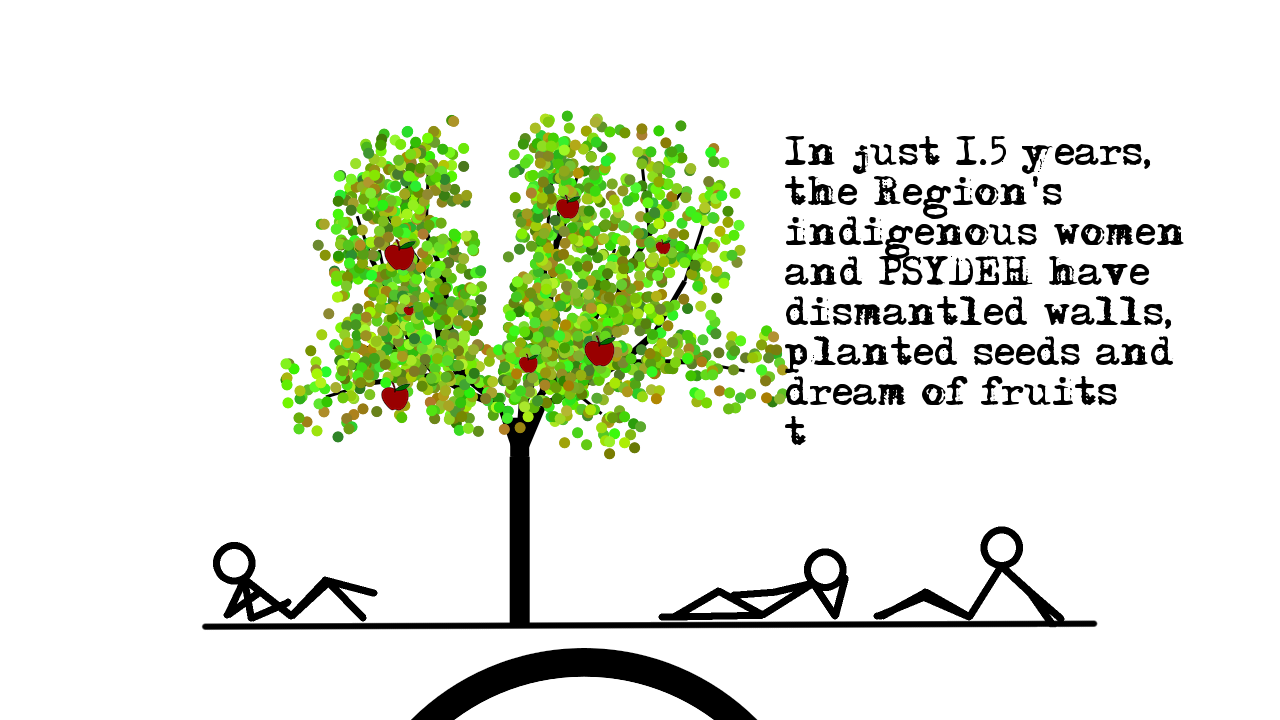 In just 1.5 years,
the Region's
indigenous women
and PSYDEH have
dismantled walls,
planted seeds and
dream of fruits
t